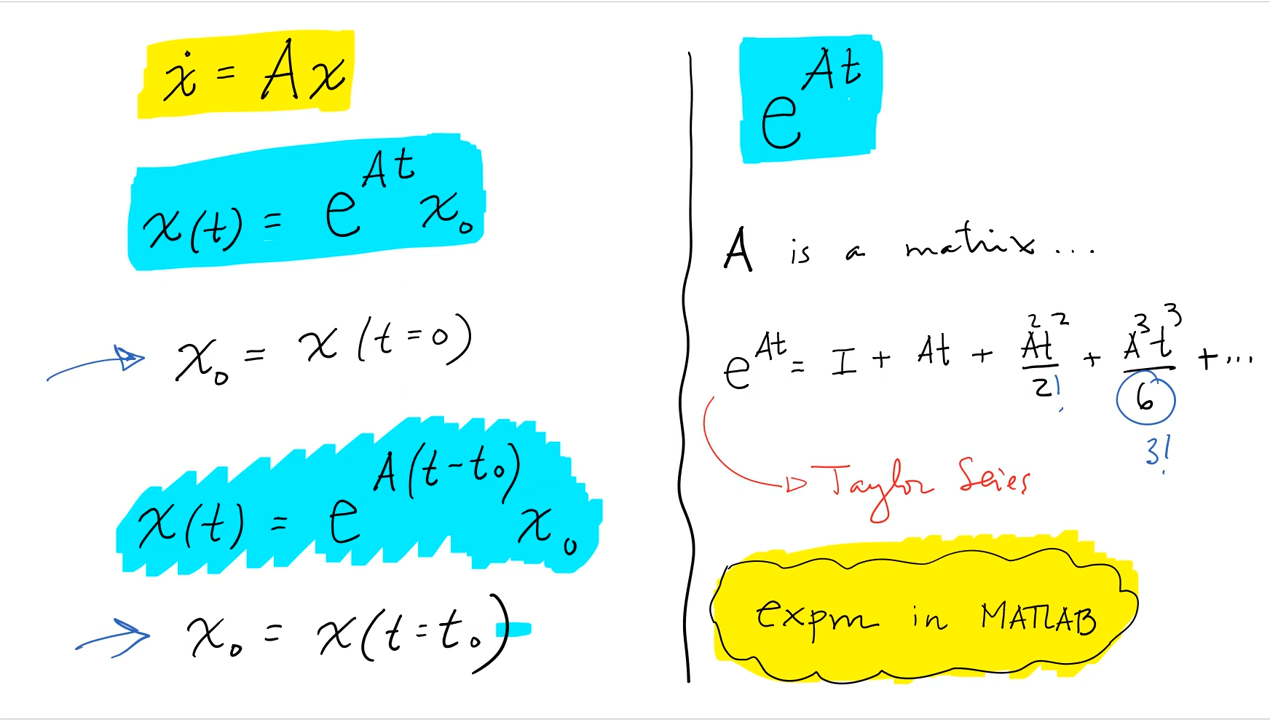 ẋ = Ax
x(t) = e^{At} x₀
x₀ = x(t=0)
x(t) = e^{A(t-t₀)} x₀
x₀ = x(t=t₀)
e^{At}
A is a matrix...
e^{At} = I + At + A²t²/2! + A³t³/6 + ...
3!
Taylor Seies
expm in MATLAB